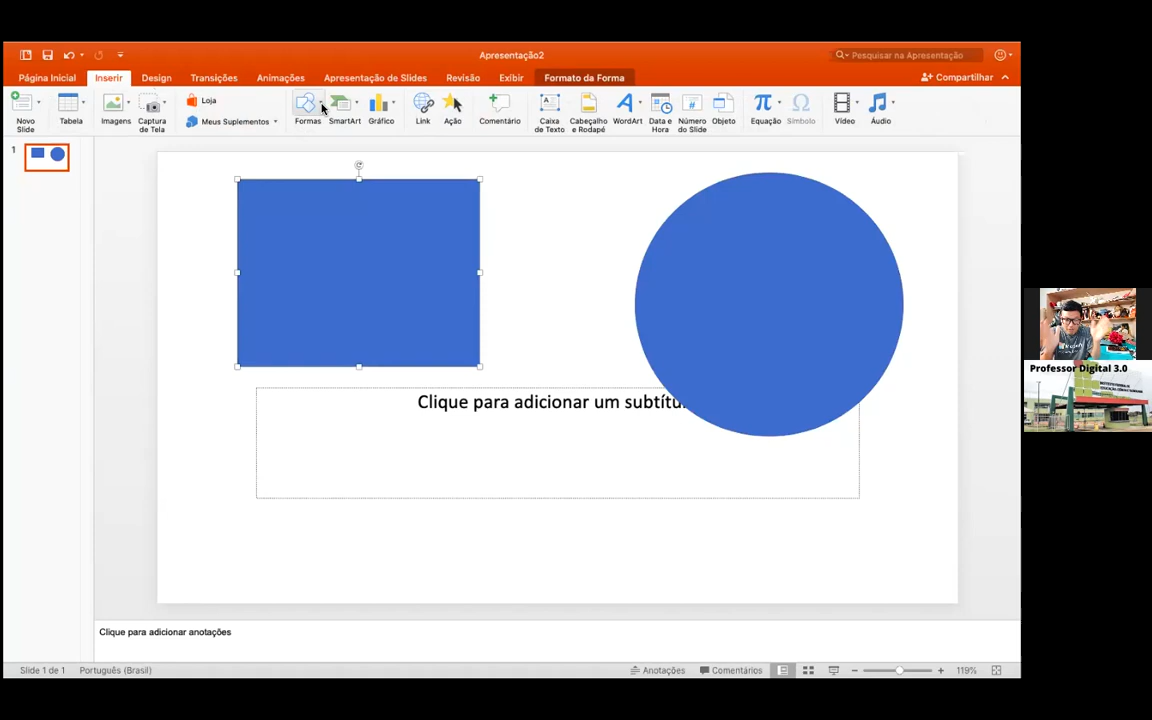 Apresentação2
Pesquisar na Apresentação
Página Inicial
Inserir
Design
Transições
Animações
Apresentação de Slides
Revisão
Exibir
Formato da Forma
Compartilhar
Novo
Slide
Tabela
Imagens
Captura
de Tela
Loja
Meus Suplementos
Formas
SmartArt
Gráfico
Link
Ação
Comentário
Caixa
de Texto
Cabeçalho
e Rodapé
WordArt
Data e
Hora
Número
do Slide
Objeto
Equação
Símbolo
Vídeo
Áudio
1
Clique para adicionar um subtítu
Clique para adicionar anotações
Slide 1 de 1
Português (Brasil)
Anotações
Comentários
119%
Professor Digital 3.0